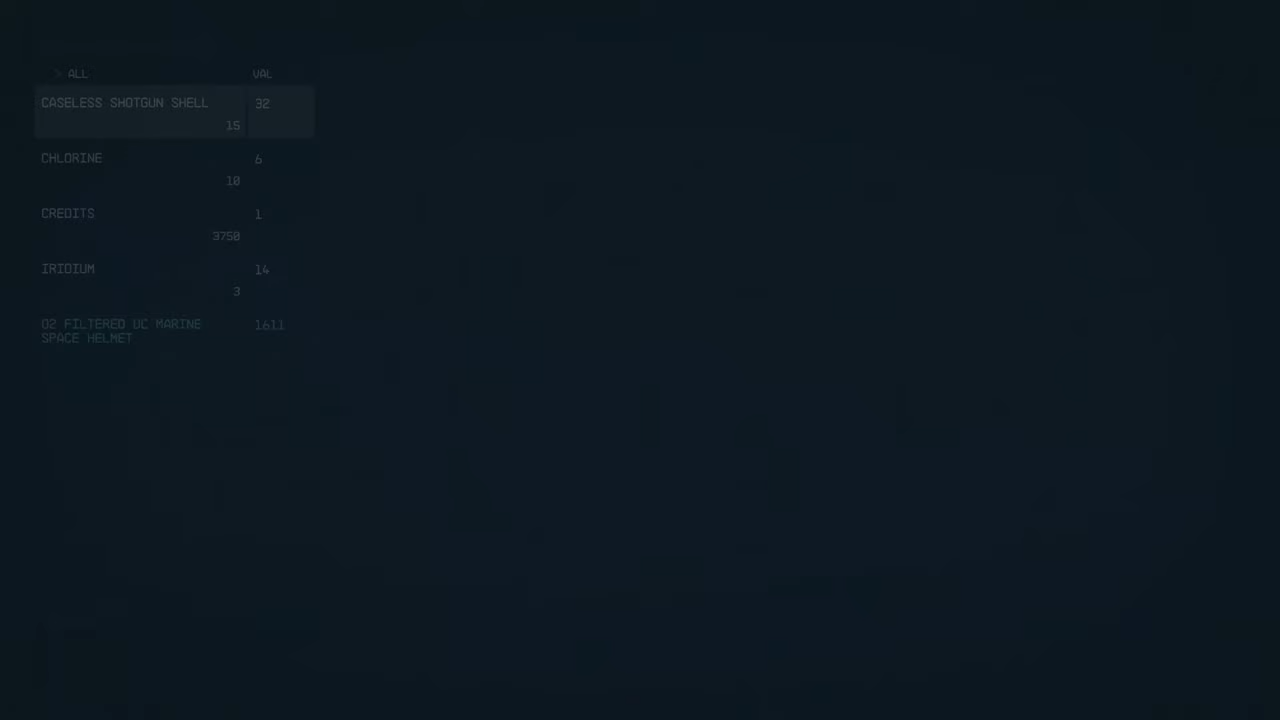 > ALL VAL
CASELESS SHOTGUN SHELL 32
15
CHLORINE 6
10
CREDITS 1
3750
IRIDIUM 14
3
O2 FILTERED UC MARINE 1611
SPACE HELMET